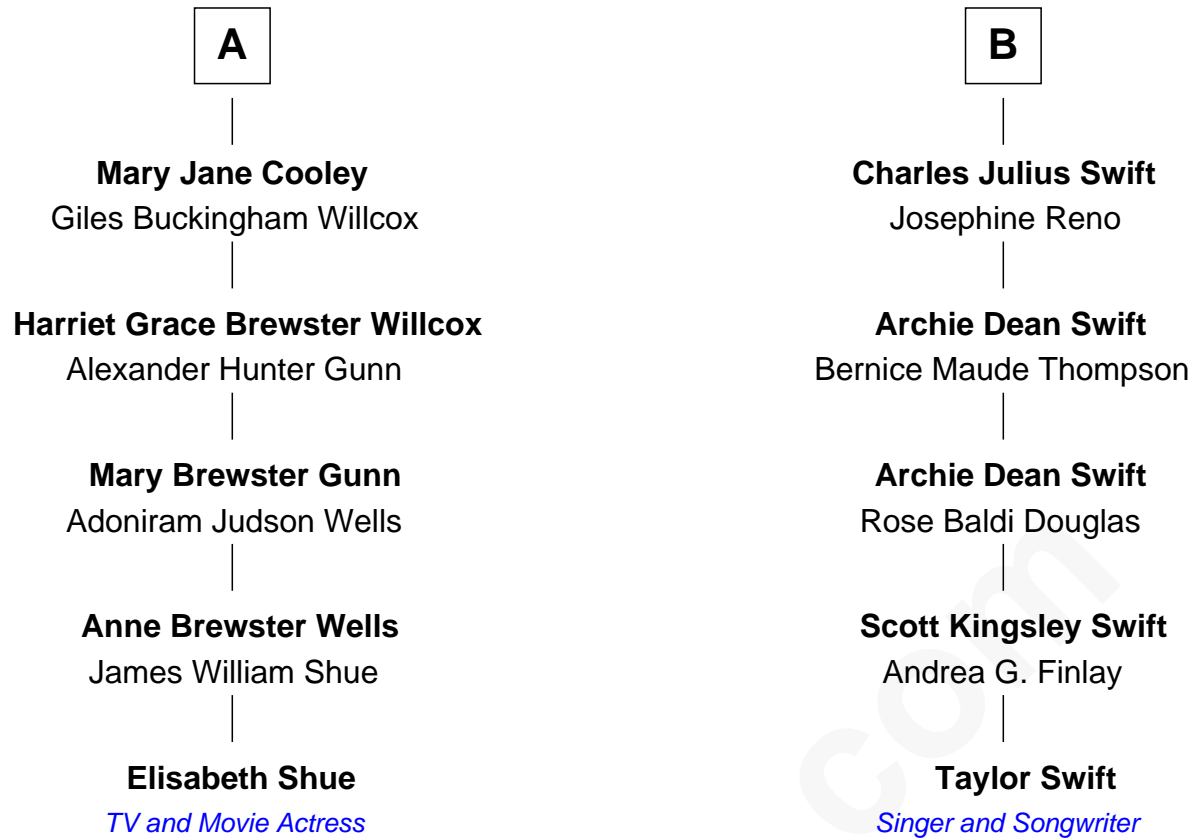 A
Mary Jane Cooley
Giles Buckingham Willcox
Harriet Grace Brewster Willcox
Alexander Hunter Gunn
Mary Brewster Gunn
Adoniram Judson Wells
Anne Brewster Wells
James William Shue
Elisabeth Shue
TV and Movie Actress
B
Charles Julius Swift
Josephine Reno
Archie Dean Swift
Bernice Maude Thompson
Archie Dean Swift
Rose Baldi Douglas
Scott Kingsley Swift
Andrea G. Finlay
Taylor Swift
Singer and Songwriter
com